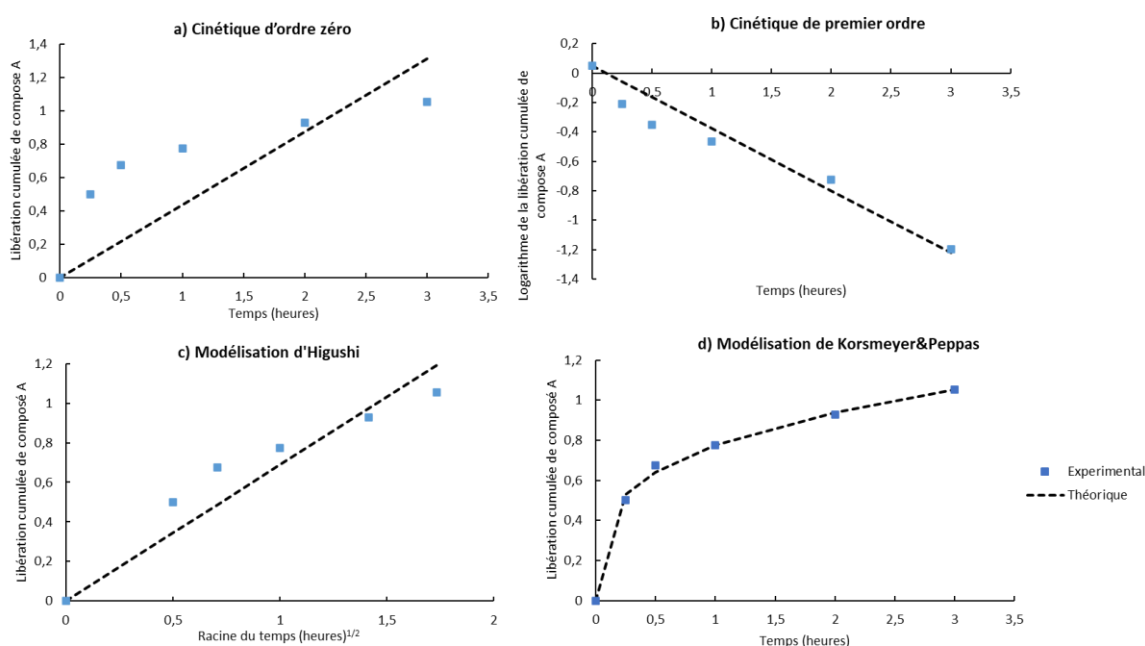 a) Cinétique d'ordre zéro
Libération cumulée de compose A
1,4
1,2
1
0,8
0,6
0,4
0,2
0
0 0,5 1 1,5 2 2,5 3 3,5
Temps (heures)
b) Cinétique de premier ordre
Logarithme de la libération cumulée de
compose A
0,2
0
-0,2
-0,4
-0,6
-0,8
-1
-1,2
-1,4
0 0,5 1 1,5 2 2,5 3 3,5
Temps (heures)
c) Modélisation d'Higushi
Libération cumulée de composé A
1,2
1
0,8
0,6
0,4
0,2
0
0 0,5 1 1,5 2
Racine du temps (heures)1/2
d) Modélisation de Korsmeyer&Peppas
Libération cumulée de composé A
1,2
1
0,8
0,6
0,4
0,2
0
0 0,5 1 1,5 2 2,5 3 3,5
Temps (heures)
Experimental
Théorique